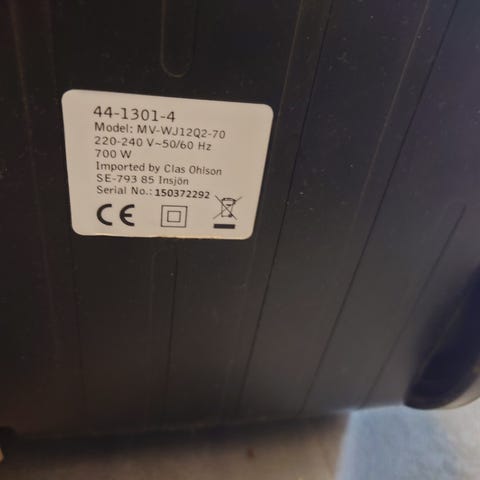 44-1301-4
Model: MV-WJ12Q2-70
220-240 V~50/60 Hz
700 W
Imported by Clas Ohlson
SE-793 85 Insjön
Serial No.: 150372292
CE